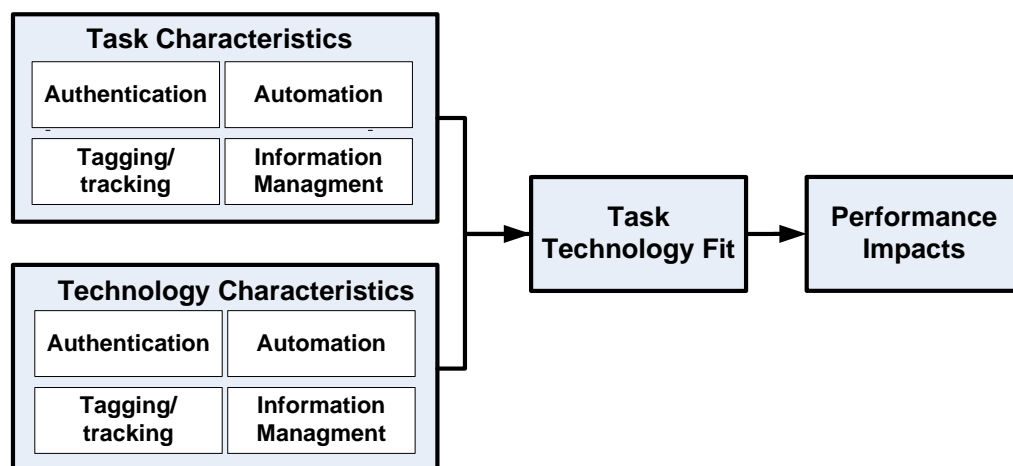 Task Characteristics
Authentication
Automation
Tagging/
tracking
Information
Managment
Technology Characteristics
Authentication
Automation
Tagging/
tracking
Information
Managment
Task
Technology Fit
Performance
Impacts